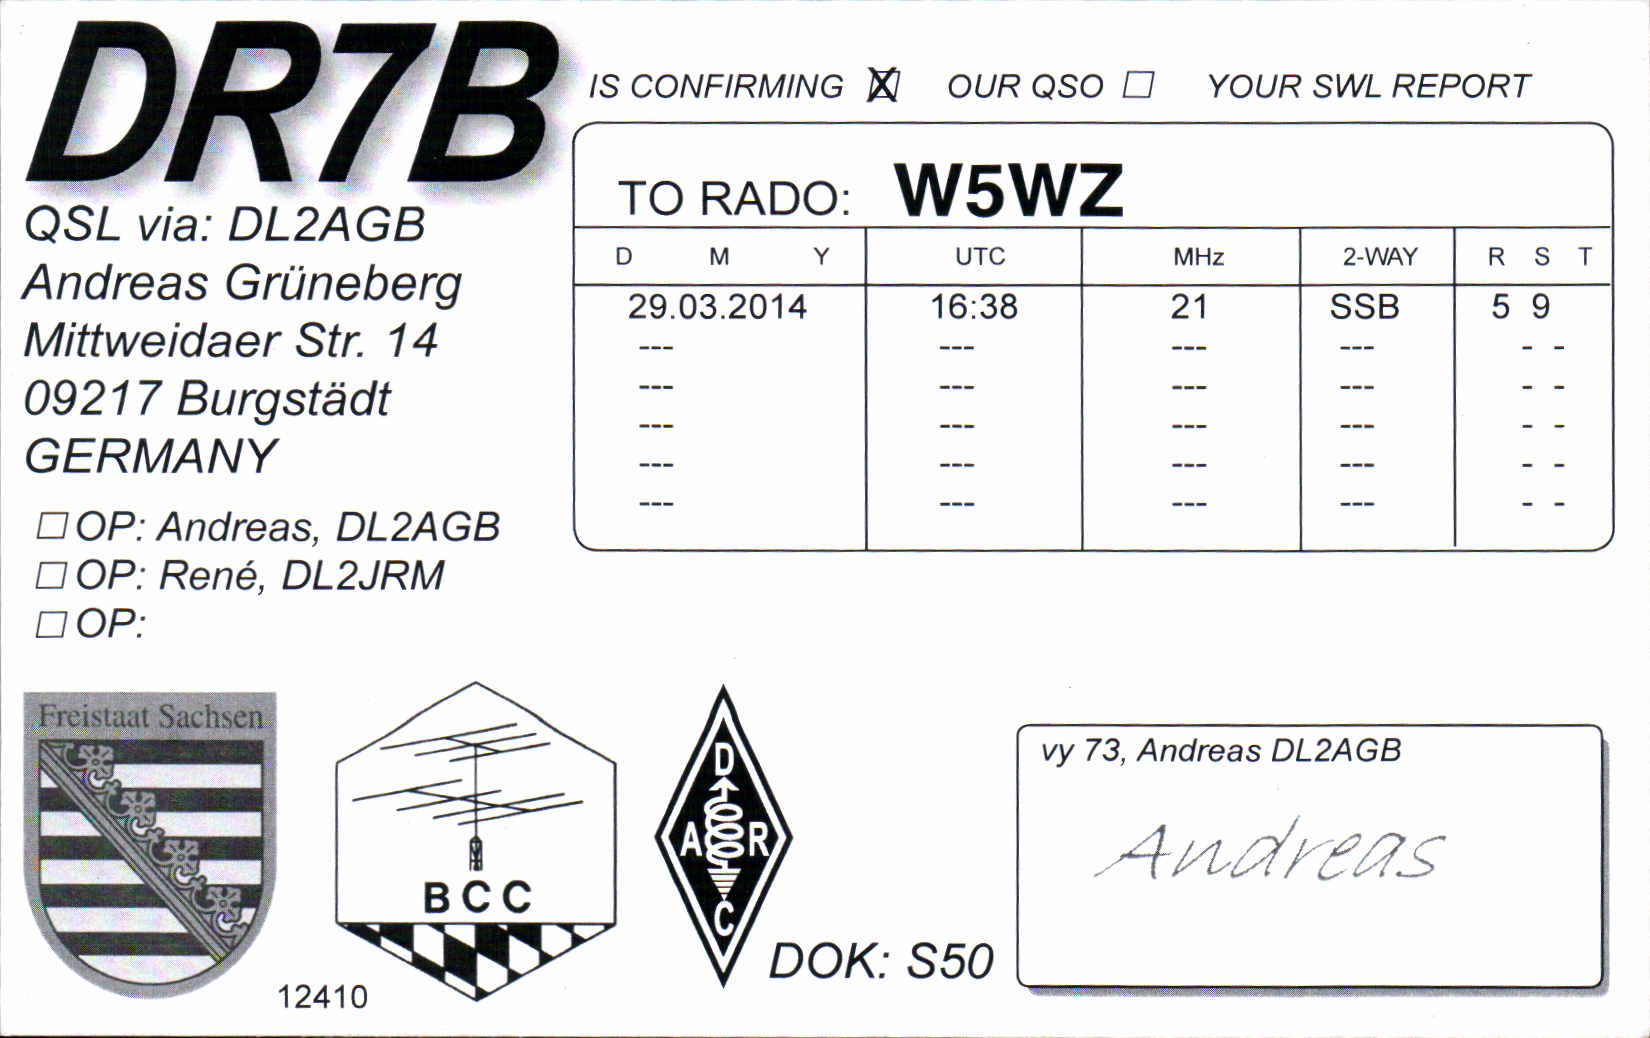 DR7B
IS CONFIRMING ☒ OUR QSO ☐ YOUR SWL REPORT
QSL via: DL2AGB
Andreas Grüneberg
Mittweidaer Str. 14
09217 Burgstädt
GERMANY
☐ OP: Andreas, DL2AGB
☐ OP: René, DL2JRM
☐ OP:
TO RADO: W5WZ
D M Y UTC MHz 2-WAY R S T
29.03.2014 16:38 21 SSB 5 9
--- --- --- --- - -
--- --- --- --- - -
--- --- --- --- - -
--- --- --- --- - -
--- --- --- --- - -
Freistaat Sachsen
12410
BCC
D
A R
C
DOK: S50
vy 73, Andreas DL2AGB
Andreas